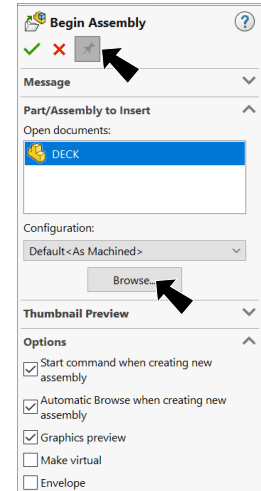 Begin Assembly
?
Message
Part/Assembly to Insert
Open documents:
DECK
Configuration:
Default<As Machined>
Browse...
Thumbnail Preview
Options
Start command when creating new
assembly
Automatic Browse when creating new
assembly
Graphics preview
Make virtual
Envelope